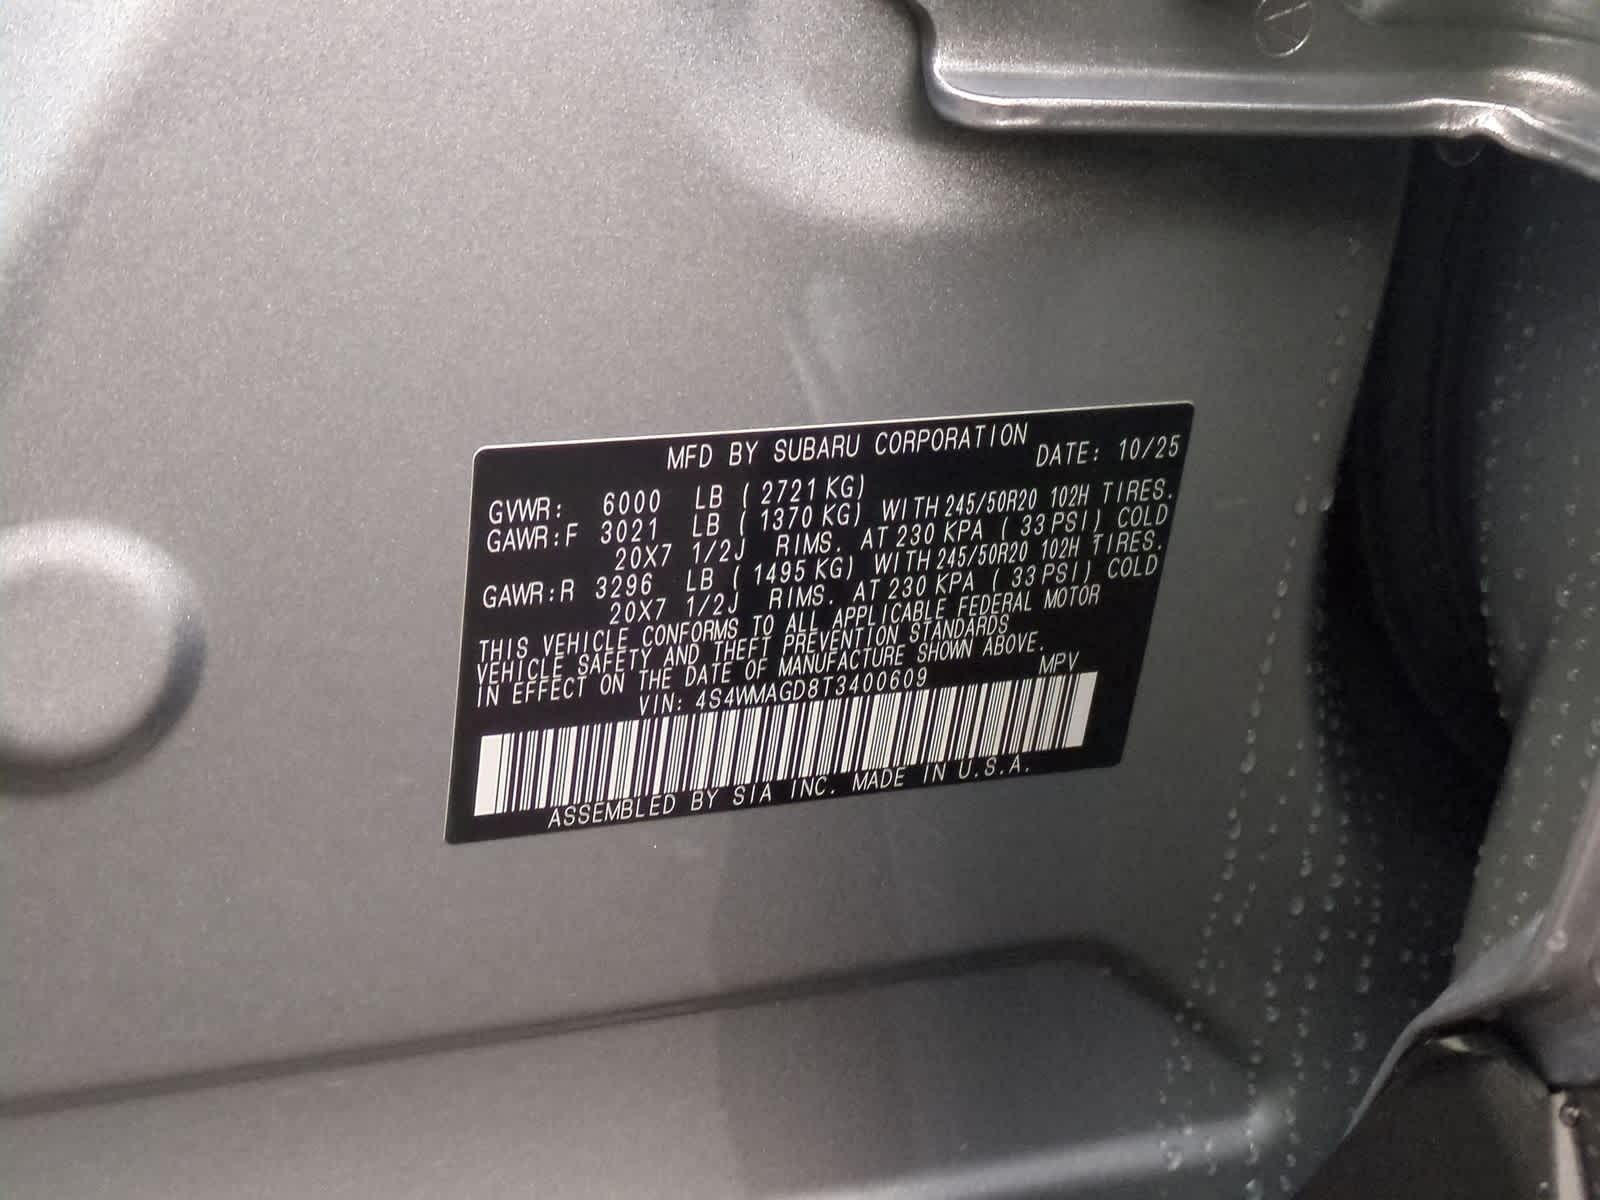 MFD BY SUBARU CORPORATION DATE: 10/25
GVWR: 6000 LB ( 2721 KG)
GAWR:F 3021 LB ( 1370 KG) WITH 245/50R20 102H TIRES.
20X7 1/2J RIMS. AT 230 KPA ( 33 PSI) COLD
GAWR:R 3296 LB ( 1495 KG) WITH 245/50R20 102H TIRES.
20X7 1/2J RIMS. AT 230 KPA ( 33 PSI) COLD
THIS VEHICLE CONFORMS TO ALL APPLICABLE FEDERAL MOTOR
VEHICLE SAFETY AND THEFT PREVENTION STANDARDS
IN EFFECT ON THE DATE OF MANUFACTURE SHOWN ABOVE.
VIN: 4S4WMAGD8T3400609 MPV
ASSEMBLED BY SIA INC. MADE IN U.S.A.